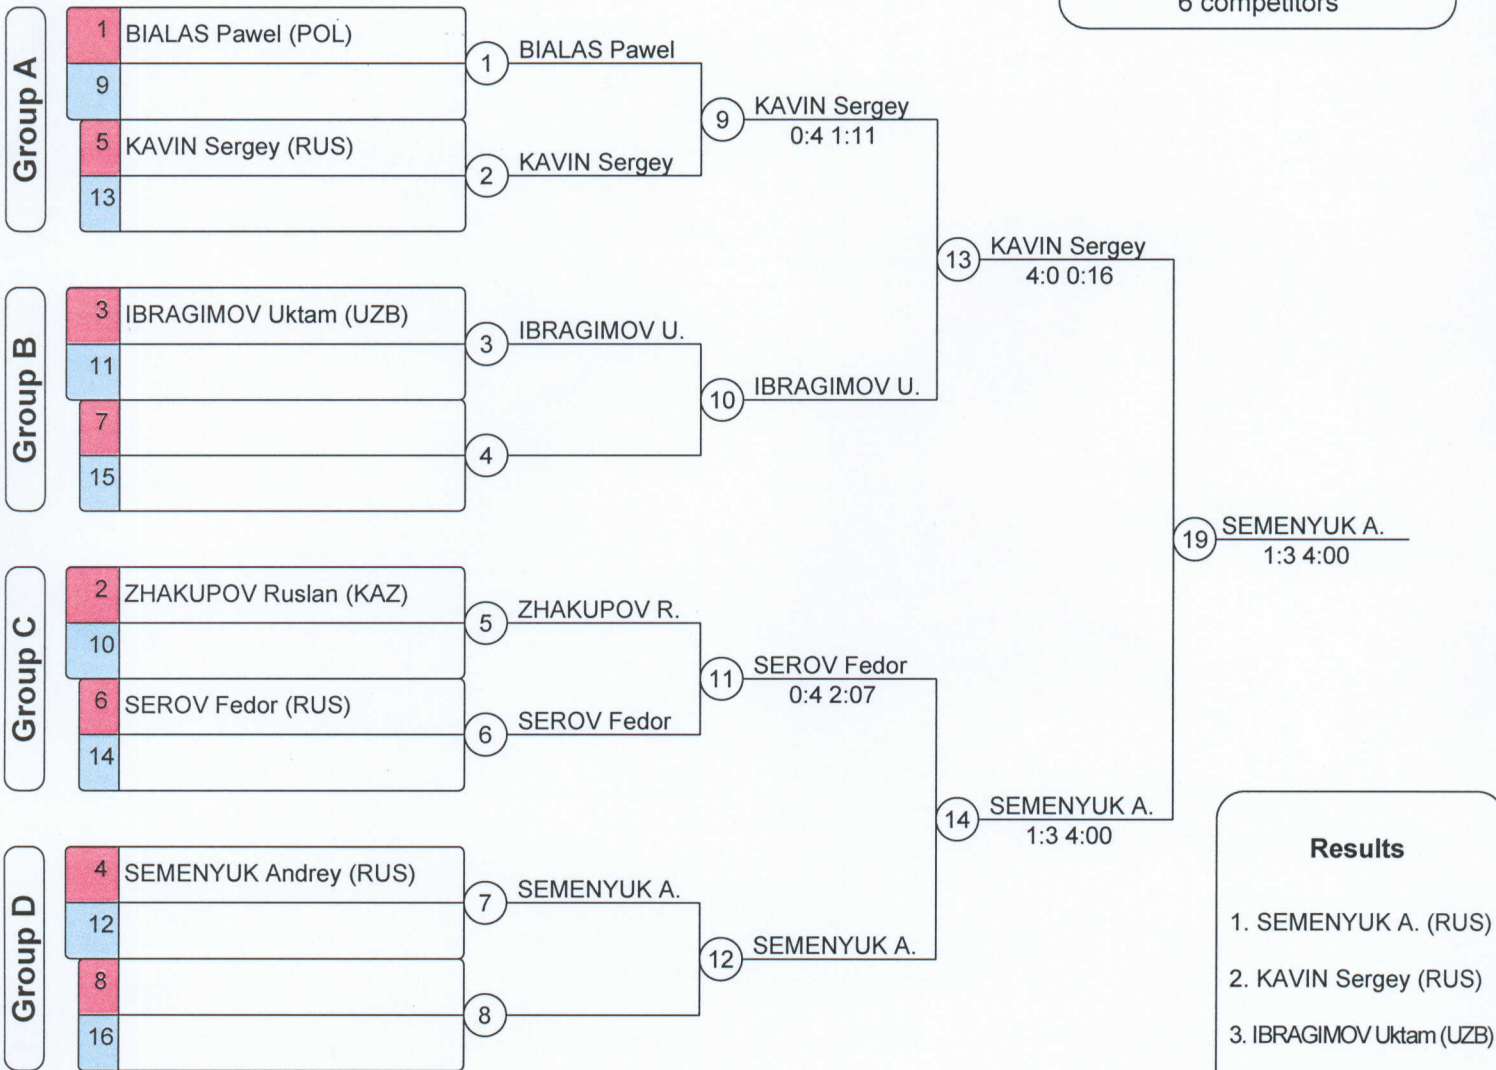 6 competitors
Group A
1 BIALAS Pawel (POL)
9
5 KAVIN Sergey (RUS)
13
1 BIALAS Pawel
2 KAVIN Sergey
9 KAVIN Sergey
0:4 1:11
Group B
3 IBRAGIMOV Uktam (UZB)
11
7
15
3 IBRAGIMOV U.
4
10 IBRAGIMOV U.
13 KAVIN Sergey
4:0 0:16
Group C
2 ZHAKUPOV Ruslan (KAZ)
10
6 SEROV Fedor (RUS)
14
5 ZHAKUPOV R.
6 SEROV Fedor
11 SEROV Fedor
0:4 2:07
Group D
4 SEMENYUK Andrey (RUS)
12
8
16
7 SEMENYUK A.
8
12 SEMENYUK A.
14 SEMENYUK A.
1:3 4:00
19 SEMENYUK A.
1:3 4:00
Results
1. SEMENYUK A. (RUS)
2. KAVIN Sergey (RUS)
3. IBRAGIMOV Uktam (UZB)